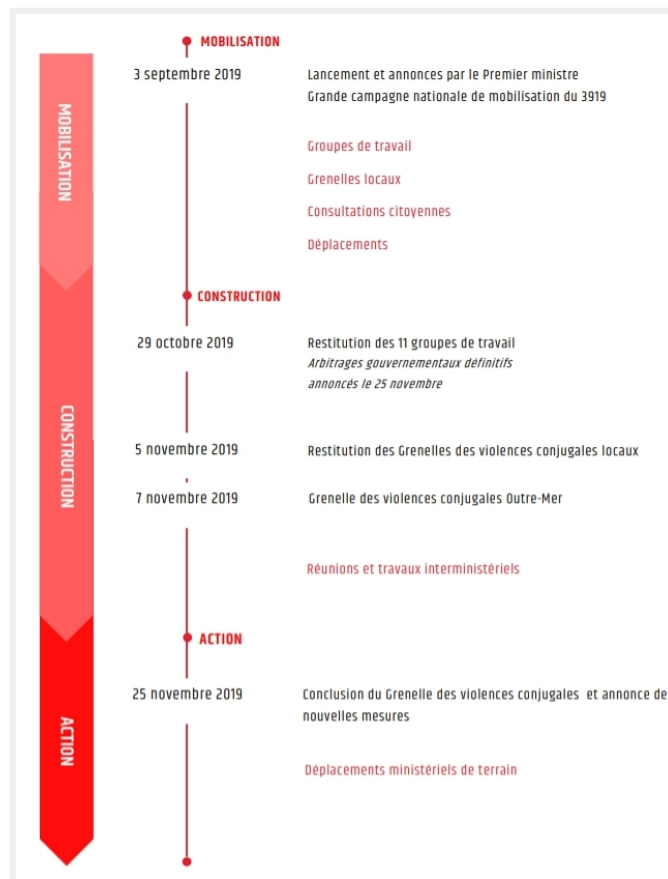 MOBILISATION
MOBILISATION
3 septembre 2019
Lancement et annonces par le Premier ministre
Grande campagne nationale de mobilisation du 3919
Groupes de travail
Grenelles locaux
Consultations citoyennes
Déplacements
CONSTRUCTION
CONSTRUCTION
29 octobre 2019
Restitution des 11 groupes de travail
Arbitrages gouvernementaux définitifs
annoncés le 25 novembre
5 novembre 2019
Restitution des Grenelles des violences conjugales locaux
7 novembre 2019
Grenelle des violences conjugales Outre-Mer
Réunions et travaux interministériels
ACTION
ACTION
25 novembre 2019
Conclusion du Grenelle des violences conjugales et annonce de
nouvelles mesures
Déplacements ministériels de terrain